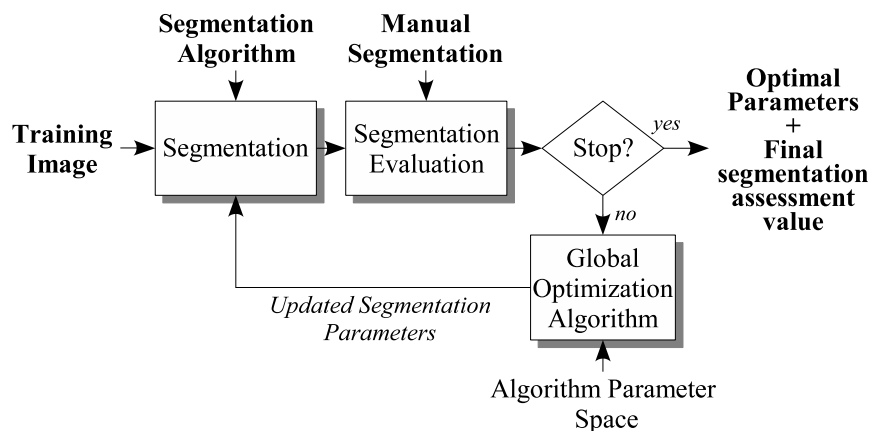 Segmentation
Algorithm
Manual
Segmentation
Training
Image
Segmentation
Segmentation
Evaluation
Stop?
yes
Optimal
Parameters
+
Final
segmentation
assessment
value
no
Global
Optimization
Algorithm
Updated Segmentation
Parameters
Algorithm Parameter
Space